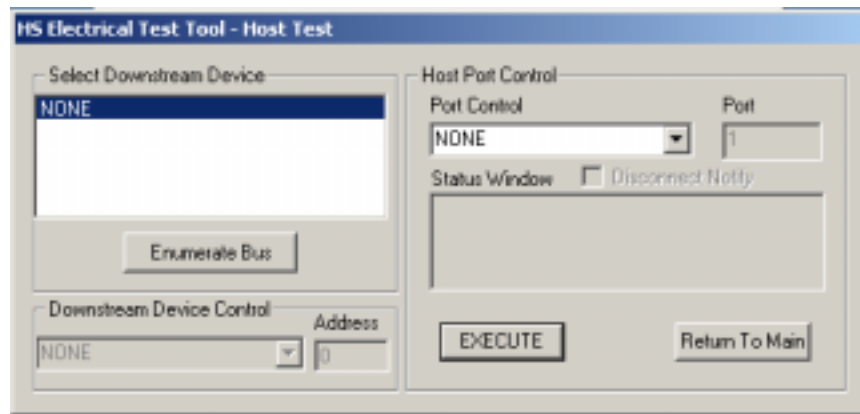 HS Electrical Test Tool - Host Test
Select Downstream Device
NONE
Enumerate Bus
Downstream Device Control
Address
NONE
0
Host Port Control
Port Control
Port
NONE
1
Status Window
Disconnect Notify
EXECUTE
Return To Main